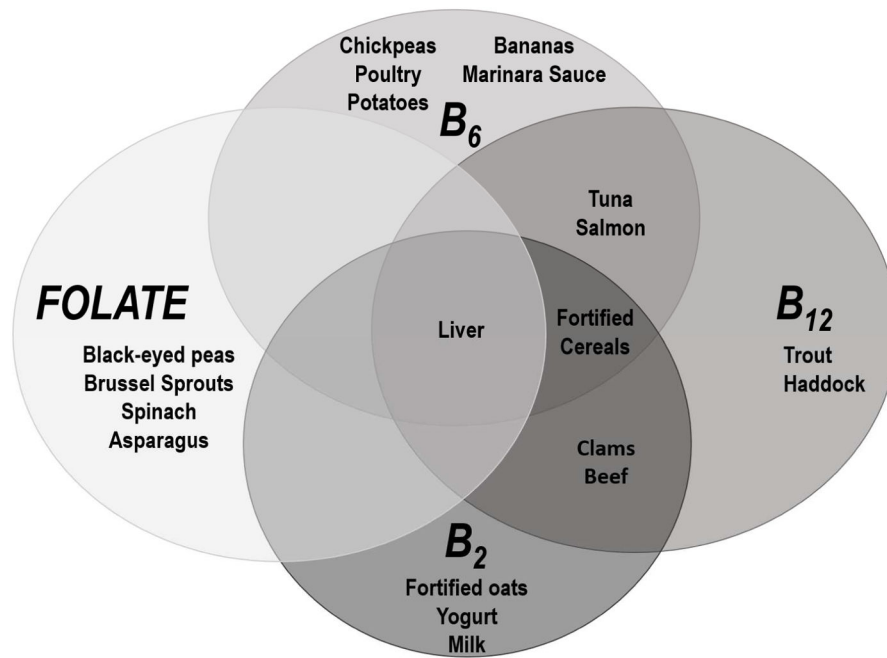 Chickpeas
Poultry
Potatoes
Bananas
Marinara Sauce
B6
Tuna
Salmon
FOLATE
Black-eyed peas
Brussel Sprouts
Spinach
Asparagus
Liver
Fortified
Cereals
B12
Trout
Haddock
Clams
Beef
B2
Fortified oats
Yogurt
Milk